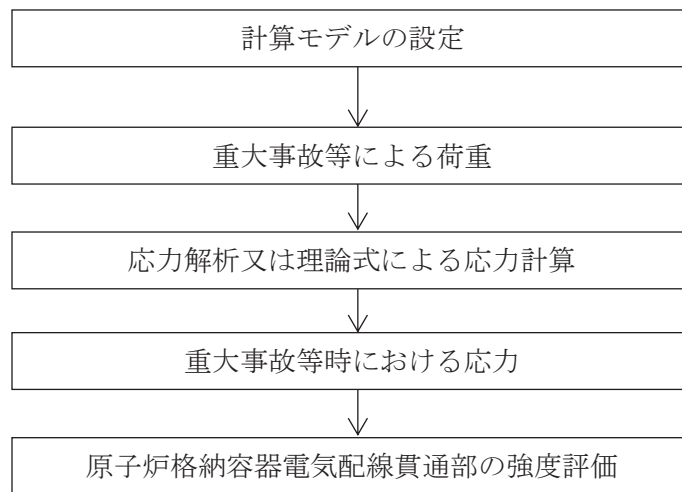 計算モデルの設定
重大事故等による荷重
応力解析又は理論式による応力計算
重大事故等時における応力
原子炉格納容器電気配線貫通部の強度評価